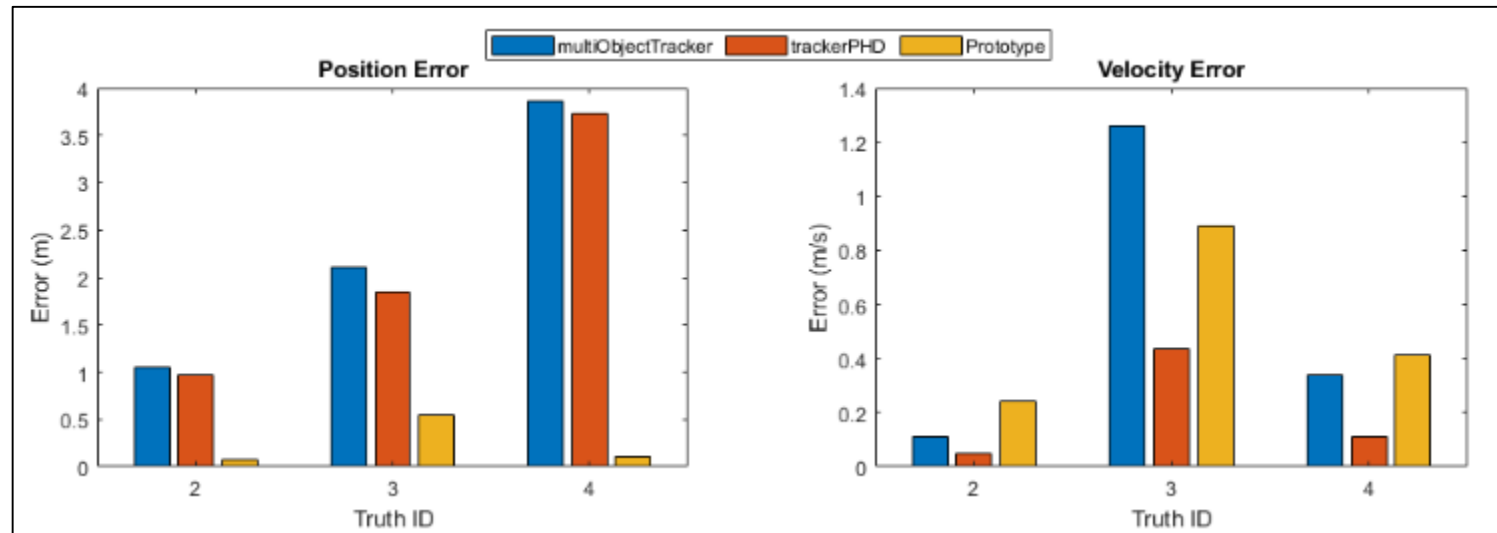 multiObjectTracker trackerPHD Prototype
Position Error
Error (m)
4
3.5
3
2.5
2
1.5
1
0.5
0
2 3 4
Truth ID
Velocity Error
Error (m/s)
1.4
1.2
1
0.8
0.6
0.4
0.2
0
2 3 4
Truth ID